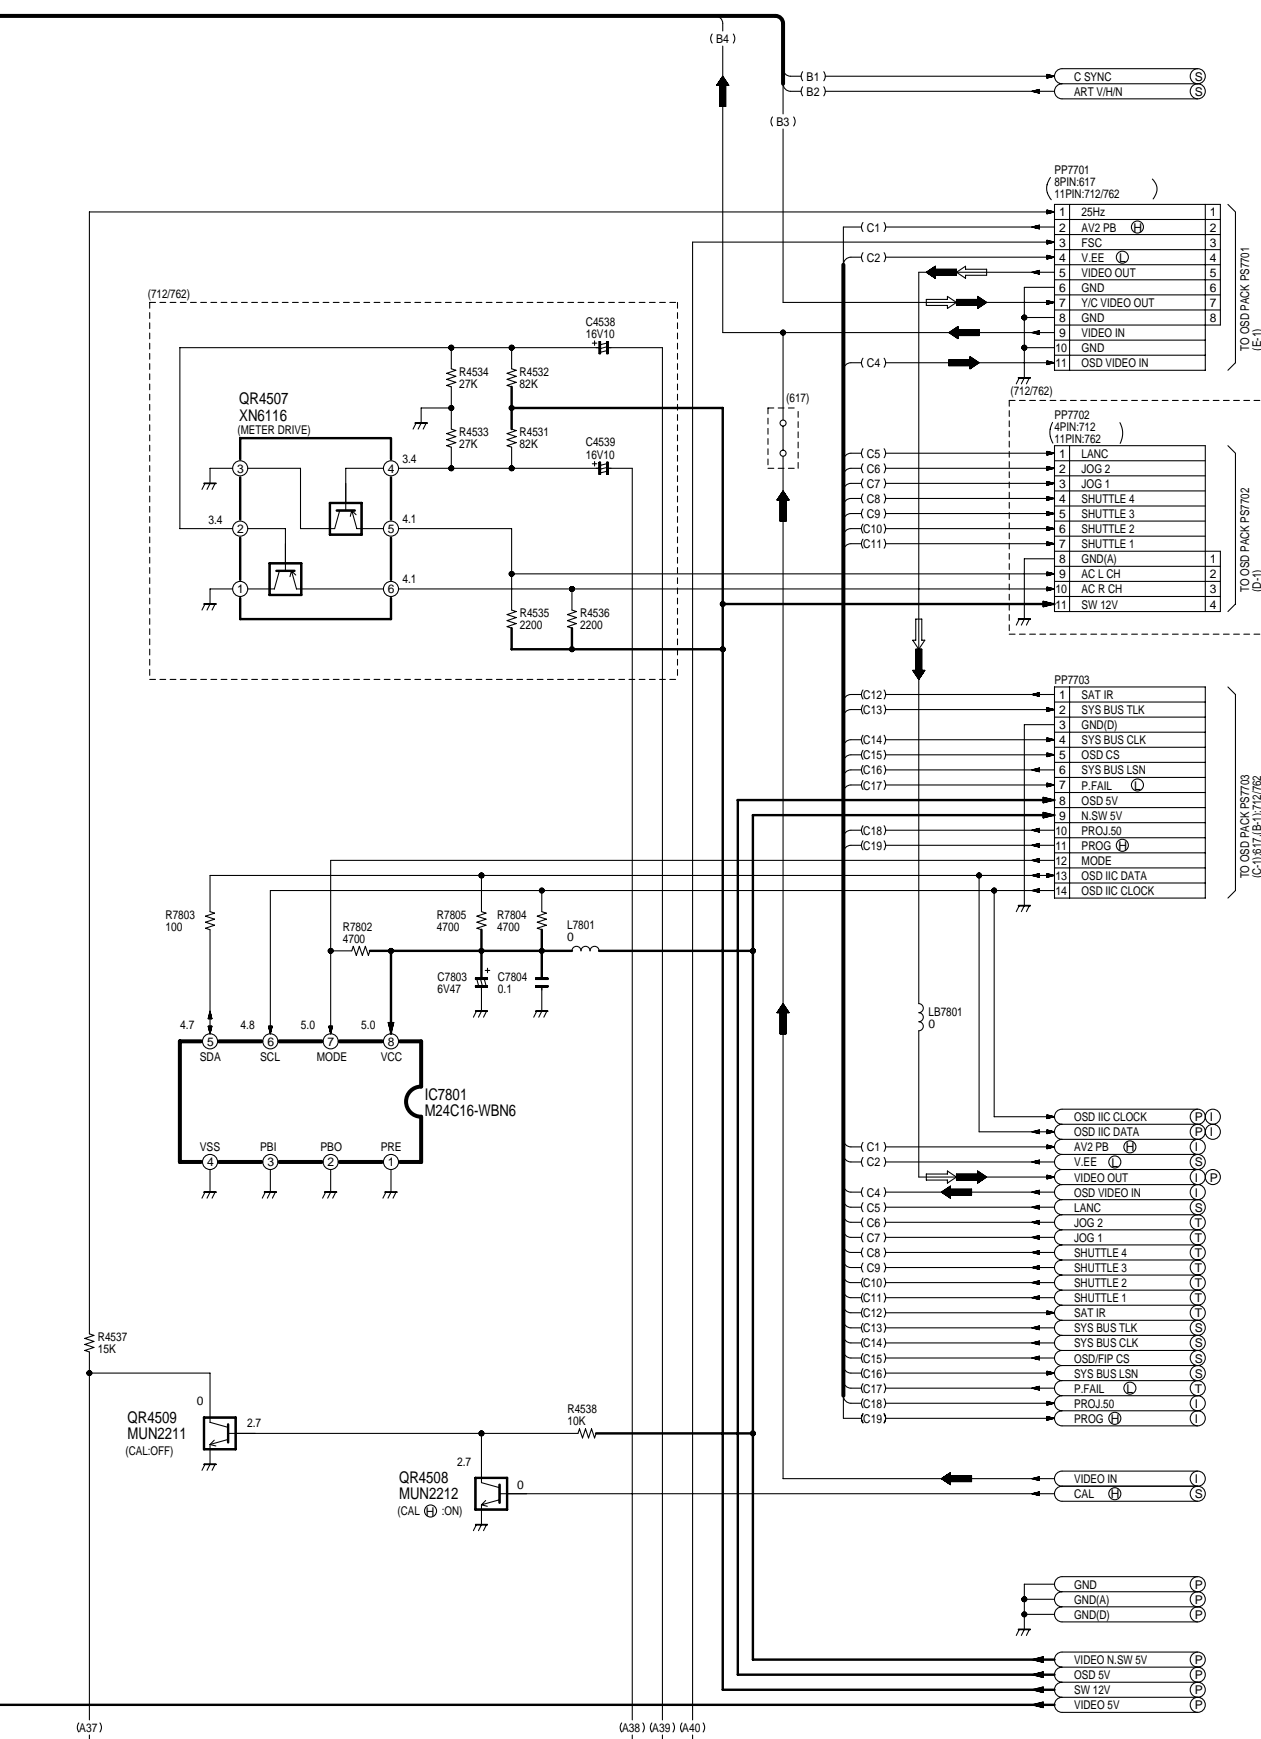 ( B4 )
( B1 )
C SYNC S
( B2 )
ART V/H/N S
( B3 )
PP7701
( 8PIN:617
11PIN:712/762 )
1 25Hz 1
( C1 ) 2 AV2 PB H 2
3 FSC 3
( C2 ) 4 V.EE L 4
5 VIDEO OUT 5
6 GND 6
7 Y/C VIDEO OUT 7
8 GND 8
9 VIDEO IN
10 GND
( C4 ) 11 OSD VIDEO IN
TO OSD PACK PS7701
(E-1)
(712/762)
C4538
16V10
+
R4534
27K
R4532
82K
QR4507
XN6116
(METER DRIVE)
R4533
27K
R4531
82K
C4539
16V10
+
3
4
3.4
3.4
2
5
4.1
1
6
4.1
R4535
2200
R4536
2200
(617)
(712/762)
PP7702
( 4PIN:712
11PIN:762 )
( C5 ) 1 LANC
( C6 ) 2 JOG 2
( C7 ) 3 JOG 1
( C8 ) 4 SHUTTLE 4
( C9 ) 5 SHUTTLE 3
(C10) 6 SHUTTLE 2
(C11) 7 SHUTTLE 1
8 GND(A) 1
9 AC L CH 2
10 AC R CH 3
11 SW 12V 4
TO OSD PACK PS7702
(D-1)
PP7703
(C12) 1 SAT IR
(C13) 2 SYS BUS TLK
3 GND(D)
(C14) 4 SYS BUS CLK
(C15) 5 OSD CS
(C16) 6 SYS BUS LSN
(C17) 7 P.FAIL L
8 OSD 5V
9 N.SW 5V
(C18) 10 PROJ.50
(C19) 11 PROG H
12 MODE
13 OSD IIC DATA
14 OSD IIC CLOCK
TO OSD PACK PS7703
(C-1):617,(B-1):712/762
R7803
100
R7802
4700
R7805
4700
R7804
4700
L7801
0
C7803
6V47
+
C7804
0.1
LB7801
0
4.7
4.8
5.0
5.0
5 6 7 8
SDA SCL MODE VCC
IC7801
M24C16-WBN6
VSS PBI PBO PRE
4 3 2 1
OSD IIC CLOCK P I
OSD IIC DATA P I
( C1 ) AV2 PB H I
( C2 ) V.EE L S
VIDEO OUT I P
( C4 ) OSD VIDEO IN I
( C5 ) LANC S
( C6 ) JOG 2 T
( C7 ) JOG 1 T
( C8 ) SHUTTLE 4 T
( C9 ) SHUTTLE 3 T
(C10) SHUTTLE 2 T
(C11) SHUTTLE 1 T
(C12) SAT IR T
(C13) SYS BUS TLK S
(C14) SYS BUS CLK S
(C15) OSD/FIP CS S
(C16) SYS BUS LSN S
(C17) P.FAIL L T
(C18) PROJ.50 I
(C19) PROG H I
R4537
15K
0
QR4509
MUN2211
(CAL:OFF)
2.7
R4538
10K
2.7
QR4508
MUN2212
(CAL H :ON)
0
VIDEO IN I
CAL H S
GND P
GND(A) P
GND(D) P
VIDEO N.SW 5V P
OSD 5V P
SW 12V P
VIDEO 5V P
(A37)
(A38) (A39) (A40)